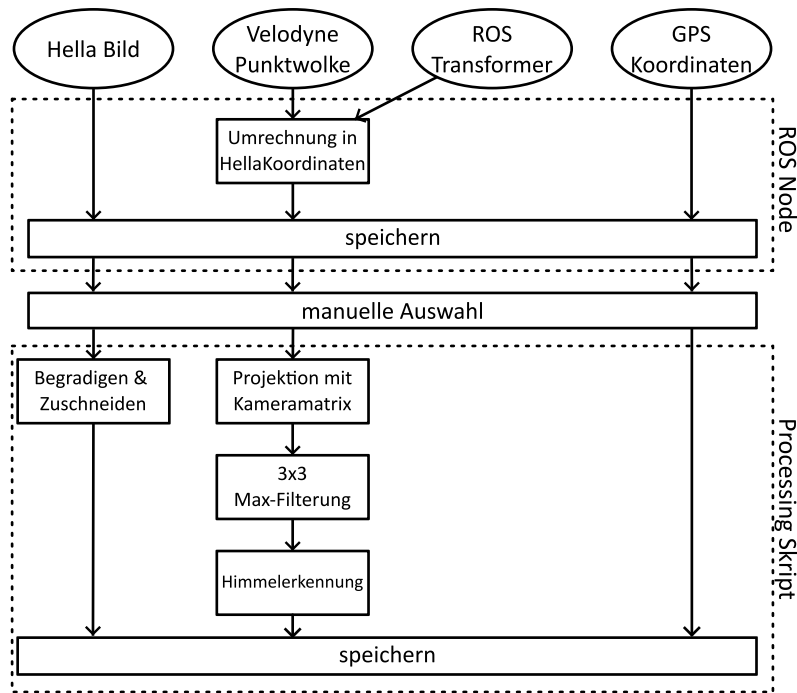 Hella Bild
Velodyne
Punktwolke
ROS
Transformer
GPS
Koordinaten
Umrechnung in
HellaKoordinaten
ROS Node
speichern
manuelle Auswahl
Begradigen &
Zuschneiden
Projektion mit
Kameramatrix
3x3
Max-Filterung
Himmelerkennung
Processing Skript
speichern